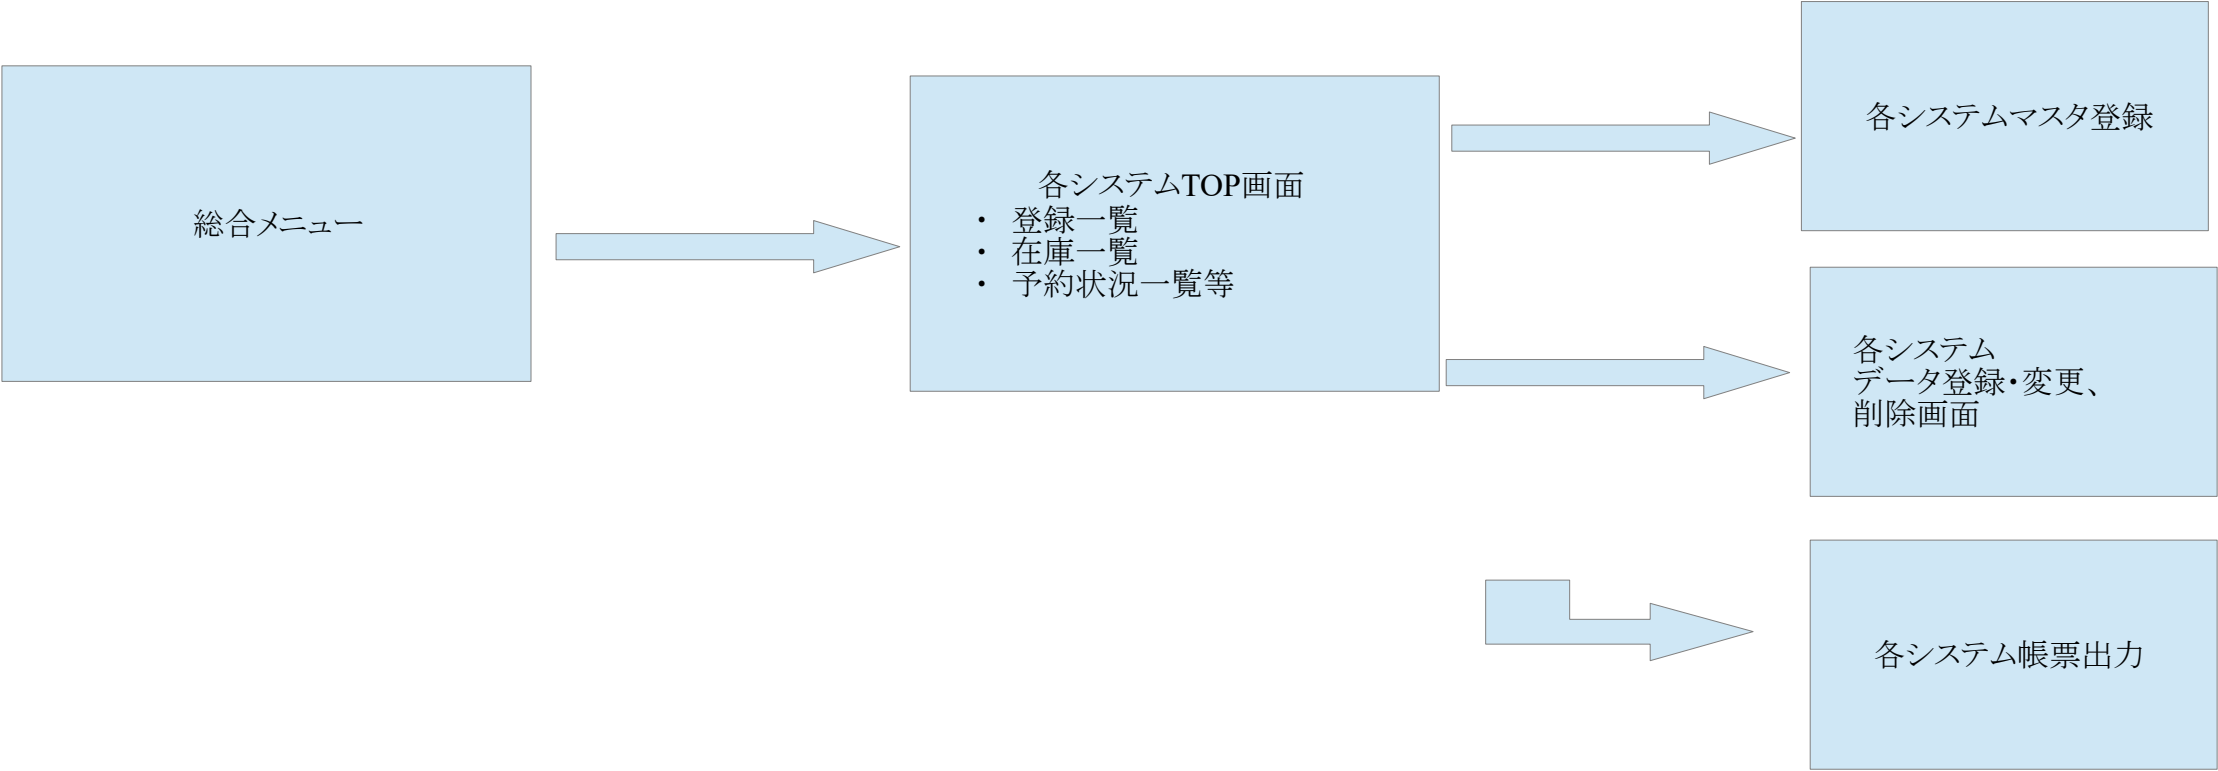 総合メニュー
各システムTOP画面
・ 登録一覧
・ 在庫一覧
・ 予約状況一覧等
各システムマスタ登録
各システム
データ登録・変更、
削除画面
各システム帳票出力